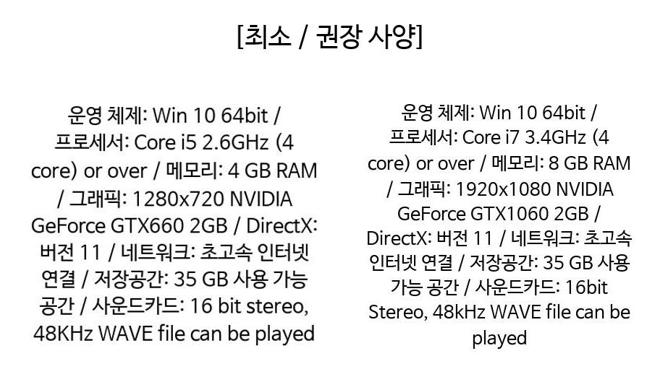 [최소 / 권장 사양]
운영 체제: Win 10 64bit /
프로세서: Core i5 2.6GHz (4
core) or over / 메모리: 4 GB RAM
/ 그래픽: 1280x720 NVIDIA
GeForce GTX660 2GB / DirectX:
버전 11 / 네트워크: 초고속 인터넷
연결 / 저장공간: 35 GB 사용 가능
공간 / 사운드카드: 16 bit stereo,
48KHz WAVE file can be played
운영 체제: Win 10 64bit /
프로세서: Core i7 3.4GHz (4
core) or over / 메모리: 8 GB RAM
/ 그래픽: 1920x1080 NVIDIA
GeForce GTX1060 2GB /
DirectX: 버전 11 / 네트워크: 초고속
인터넷 연결 / 저장공간: 35 GB 사용
가능 공간 / 사운드카드: 16bit
Stereo, 48kHz WAVE file can be
played